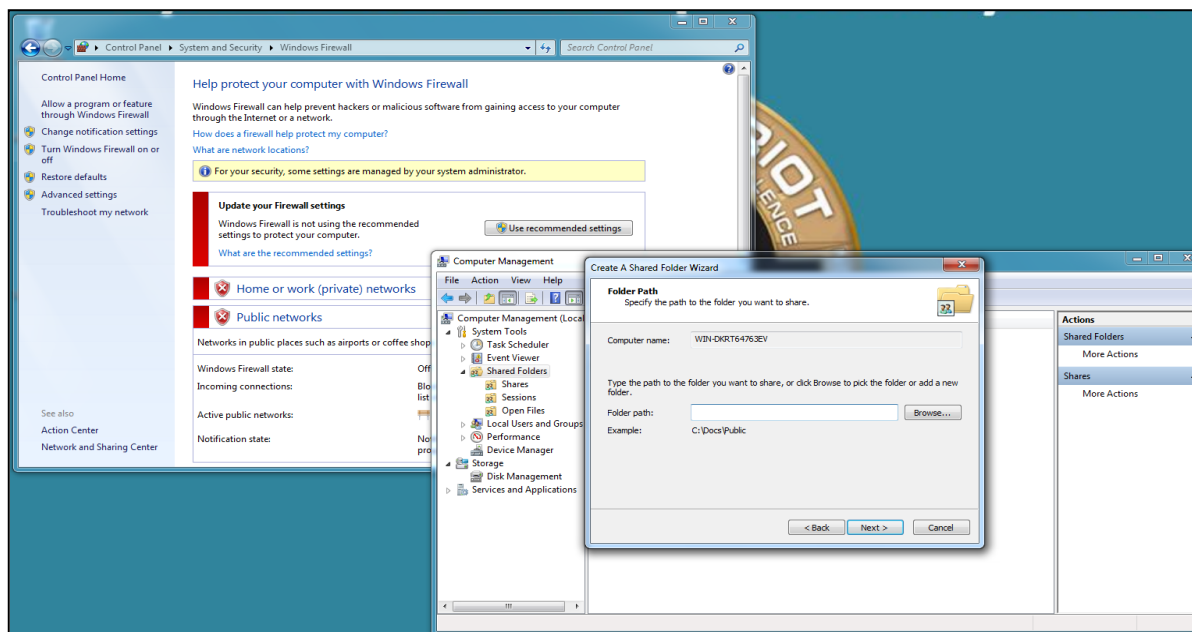 Control Panel ▸ System and Security ▸ Windows Firewall
Search Control Panel
Control Panel Home
Allow a program or feature
through Windows Firewall
Change notification settings
Turn Windows Firewall on or
off
Restore defaults
Advanced settings
Troubleshoot my network
See also
Action Center
Network and Sharing Center
Help protect your computer with Windows Firewall
Windows Firewall can help prevent hackers or malicious software from gaining access to your computer
through the Internet or a network.
How does a firewall help protect my computer?
What are network locations?
For your security, some settings are managed by your system administrator.
Update your Firewall settings
Windows Firewall is not using the recommended
settings to protect your computer.
Use recommended settings
What are the recommended settings?
Home or work (private) networks
Public networks
Networks in public places such as airports or coffee shop
Windows Firewall state:
Off
Incoming connections:
Blo
list
Active public networks:
Notification state:
Not
pro
RIOT
LENCE
Computer Management
File Action View Help
Computer Management (Local
System Tools
Task Scheduler
Event Viewer
Shared Folders
Shares
Sessions
Open Files
Local Users and Groups
Performance
Device Manager
Storage
Disk Management
Services and Applications
Create A Shared Folder Wizard
Folder Path
Specify the path to the folder you want to share.
Computer name:
WIN-DKRT64763EV
Type the path to the folder you want to share, or click Browse to pick the folder or add a new
folder.
Folder path:
Browse...
Example:
C:\Docs\Public
< Back
Next >
Cancel
Actions
Shared Folders
More Actions
Shares
More Actions